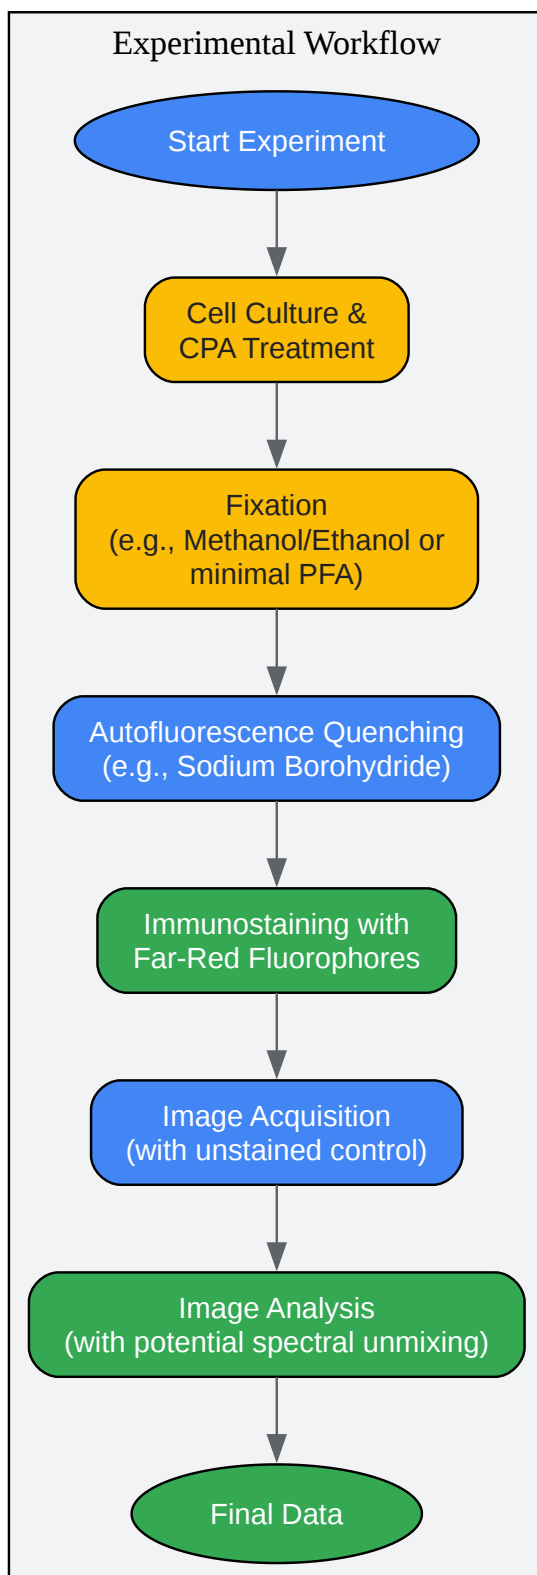 Experimental Workflow
Start Experiment
Cell Culture &
CPA Treatment
Fixation
(e.g., Methanol/Ethanol or
minimal PFA)
Autofluorescence Quenching
(e.g., Sodium Borohydride)
Immunostaining with
Far-Red Fluorophores
Image Acquisition
(with unstained control)
Image Analysis
(with potential spectral unmixing)
Final Data